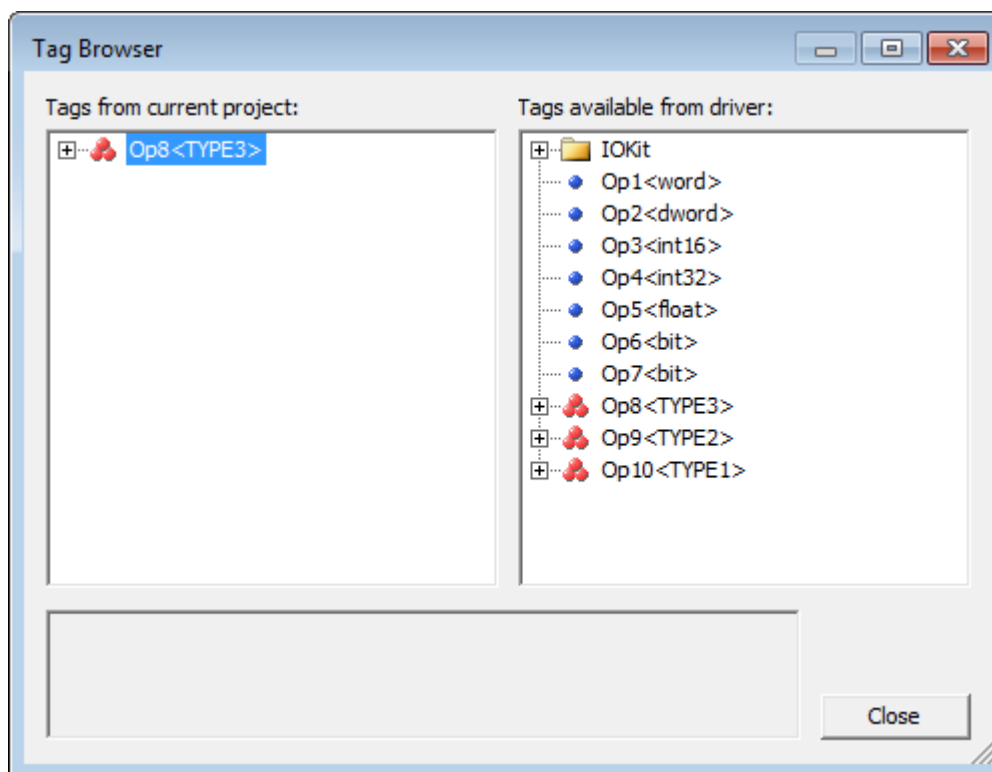 Tag Browser
Tags from current project:
Op8<TYPE3>
Tags available from driver:
IOKit
Op1<word>
Op2<dword>
Op3<int16>
Op4<int32>
Op5<float>
Op6<bit>
Op7<bit>
Op8<TYPE3>
Op9<TYPE2>
Op10<TYPE1>
Close